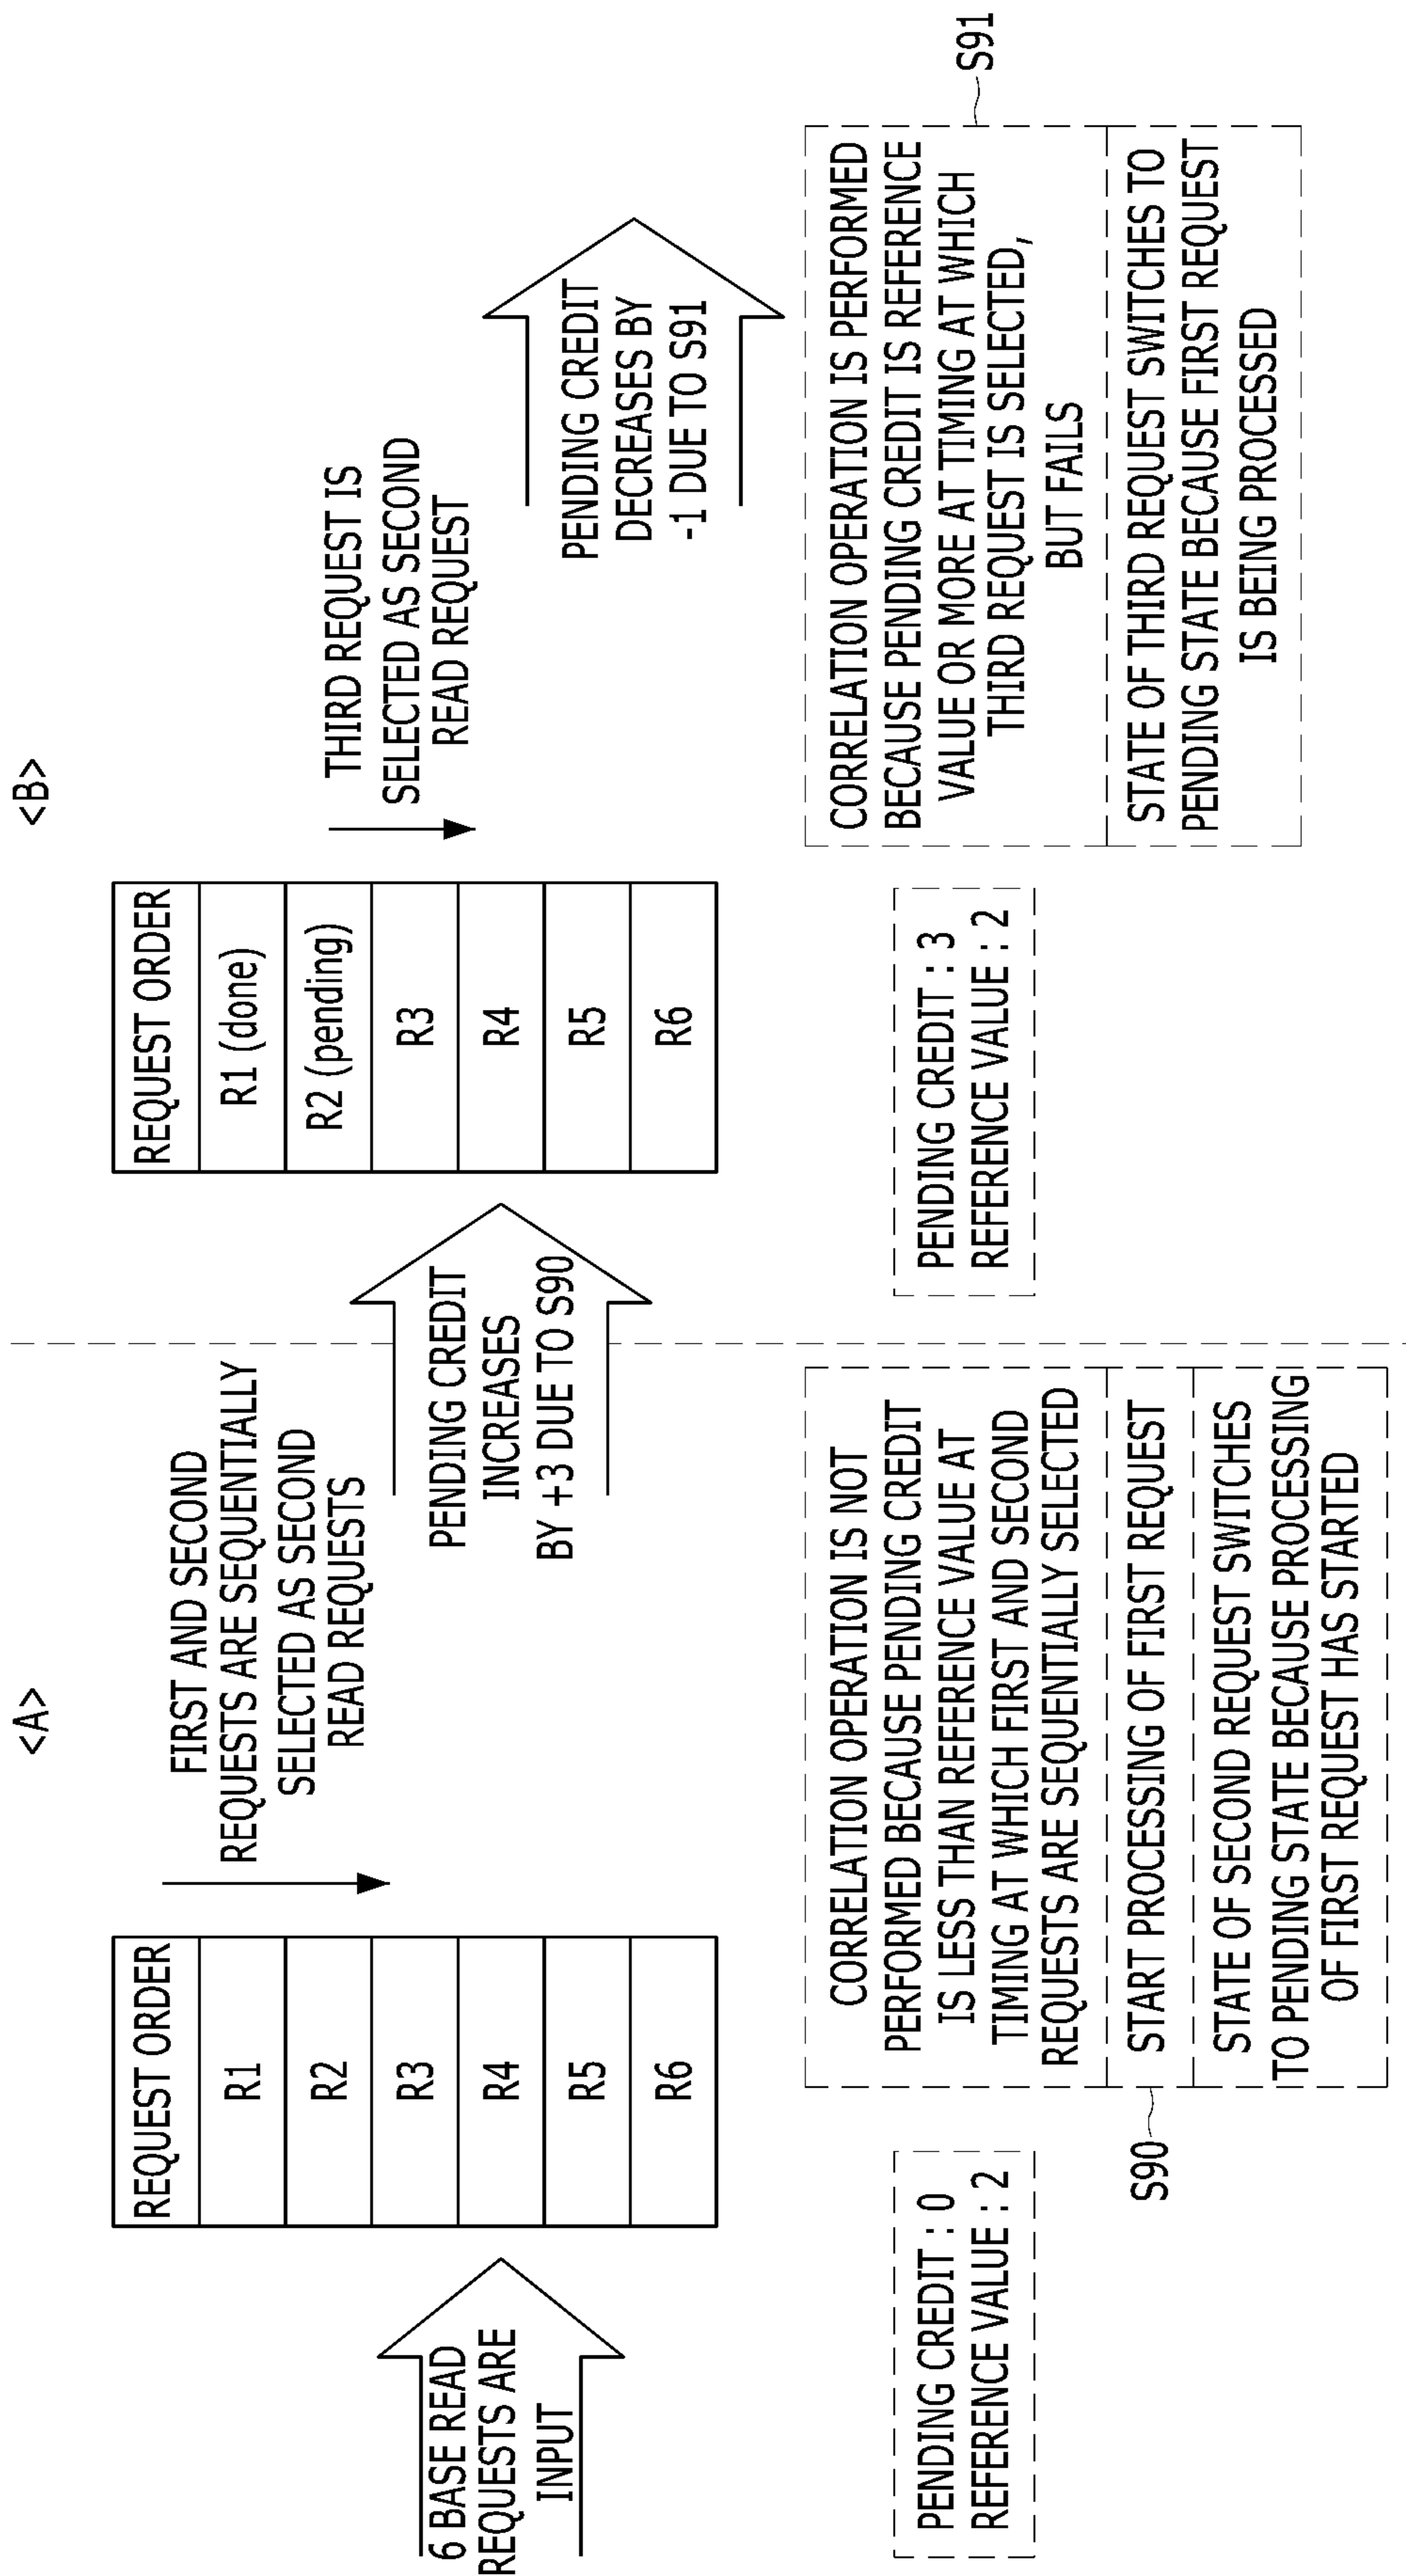 <A>
6 BASE READ
REQUESTS ARE
INPUT
REQUEST ORDER
R1
R2
R3
R4
R5
R6
FIRST AND SECOND
REQUESTS ARE SEQUENTIALLY
SELECTED AS SECOND
READ REQUESTS
PENDING CREDIT
INCREASES
BY +3 DUE TO S90
PENDING CREDIT : 0
REFERENCE VALUE : 2
CORRELATION OPERATION IS NOT
PERFORMED BECAUSE PENDING CREDIT
IS LESS THAN REFERENCE VALUE AT
TIMING AT WHICH FIRST AND SECOND
REQUESTS ARE SEQUENTIALLY SELECTED
S90
START PROCESSING OF FIRST REQUEST
STATE OF SECOND REQUEST SWITCHES
TO PENDING STATE BECAUSE PROCESSING
OF FIRST REQUEST HAS STARTED
<B>
REQUEST ORDER
R1 (done)
R2 (pending)
R3
R4
R5
R6
THIRD REQUEST IS
SELECTED AS SECOND
READ REQUEST
PENDING CREDIT
DECREASES BY
-1 DUE TO S91
PENDING CREDIT : 3
REFERENCE VALUE : 2
CORRELATION OPERATION IS PERFORMED
BECAUSE PENDING CREDIT IS REFERENCE
VALUE OR MORE AT TIMING AT WHICH
THIRD REQUEST IS SELECTED,
BUT FAILS
S91
STATE OF THIRD REQUEST SWITCHES TO
PENDING STATE BECAUSE FIRST REQUEST
IS BEING PROCESSED